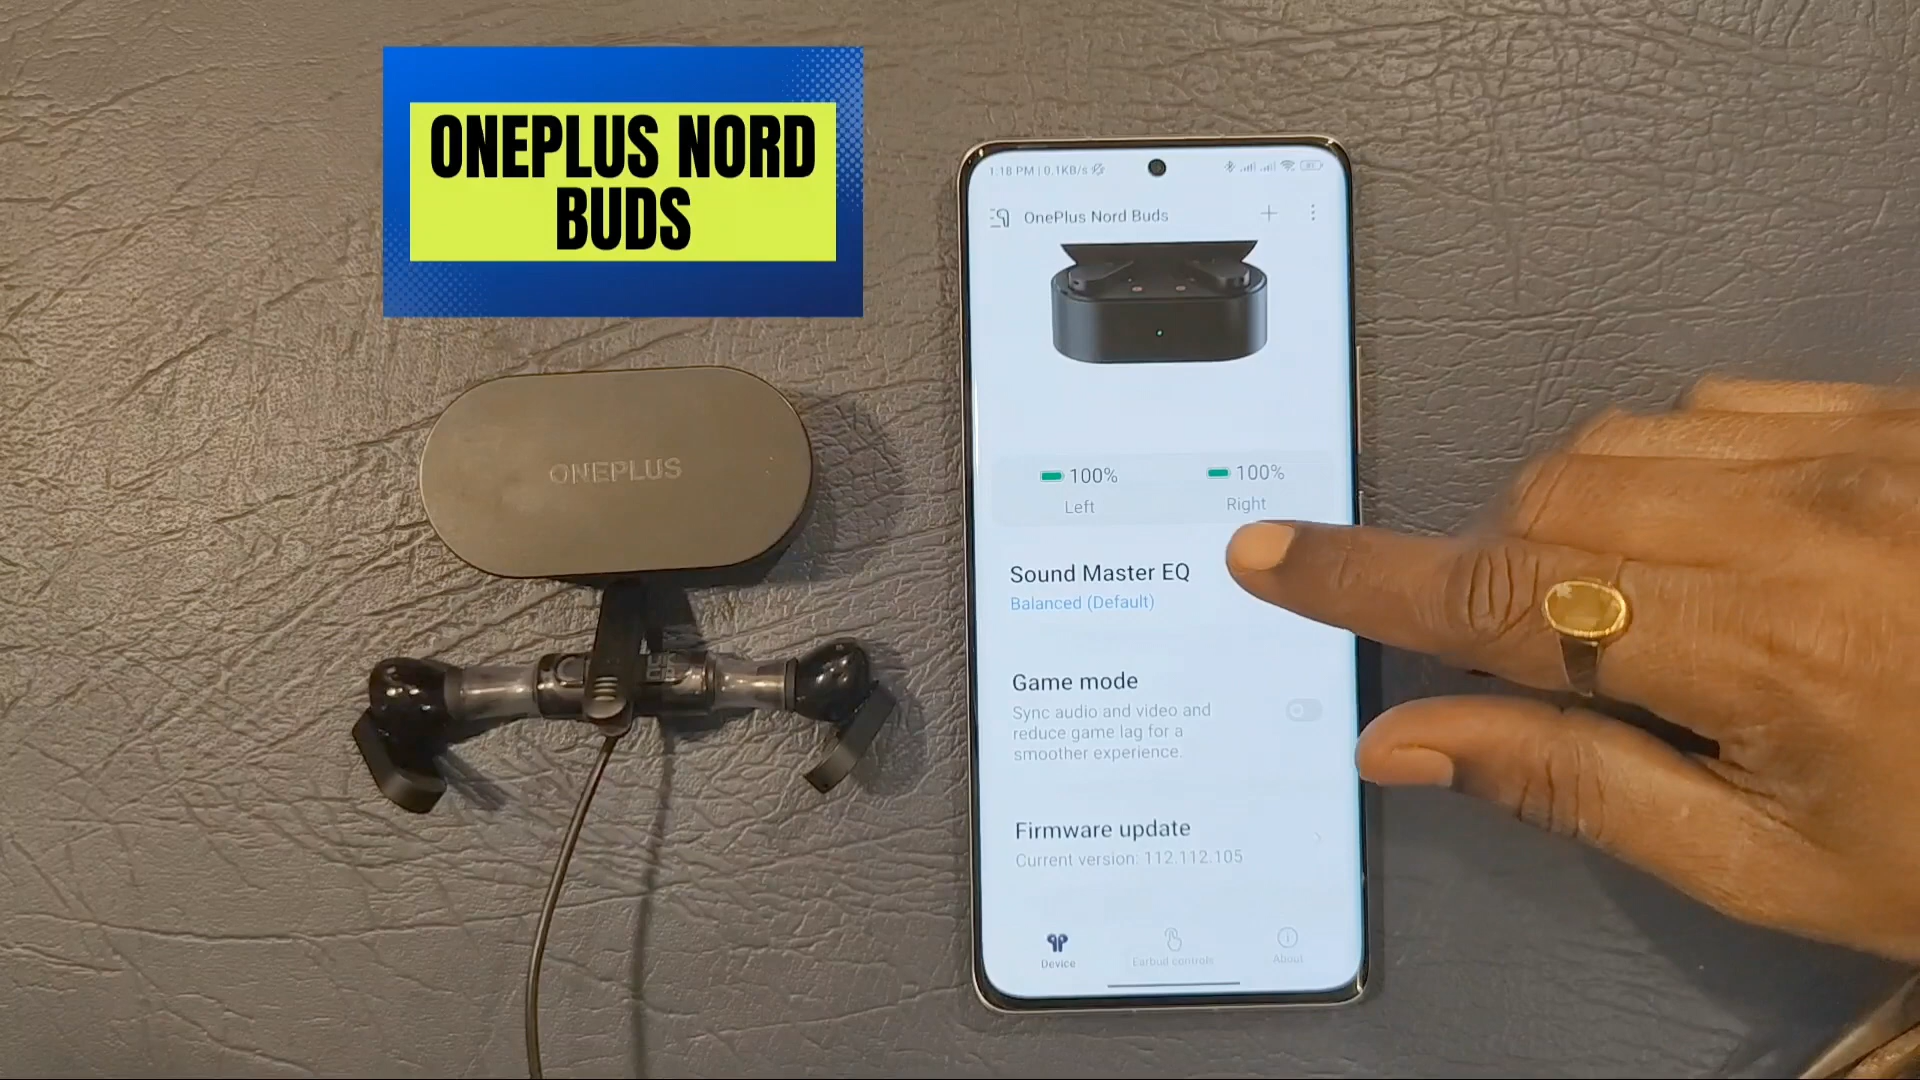 ONEPLUS NORD
BUDS
ONEPLUS
1:18 PM | 0.1KB/s
OnePlus Nord Buds
100%
100%
Left
Right
Sound Master EQ
Balanced (Default)
Game mode
Sync audio and video and
reduce game lag for a
smoother experience.
Firmware update
Current version: 112.112.105
Device
Earbud controls
About